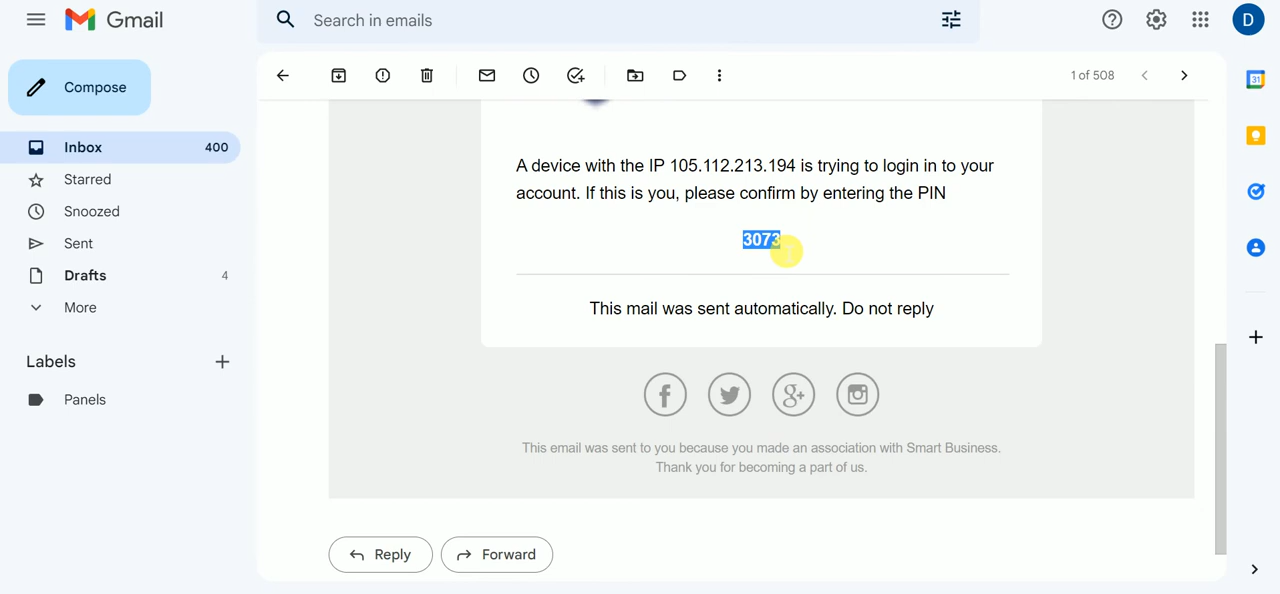 Gmail
Search in emails
D
Compose
1 of 508
31
Inbox 400
Starred
Snoozed
Sent
Drafts 4
More
Labels
Panels
A device with the IP 105.112.213.194 is trying to login in to your
account. If this is you, please confirm by entering the PIN
3073
This mail was sent automatically. Do not reply
This email was sent to you because you made an association with Smart Business.
Thank you for becoming a part of us.
Reply
Forward